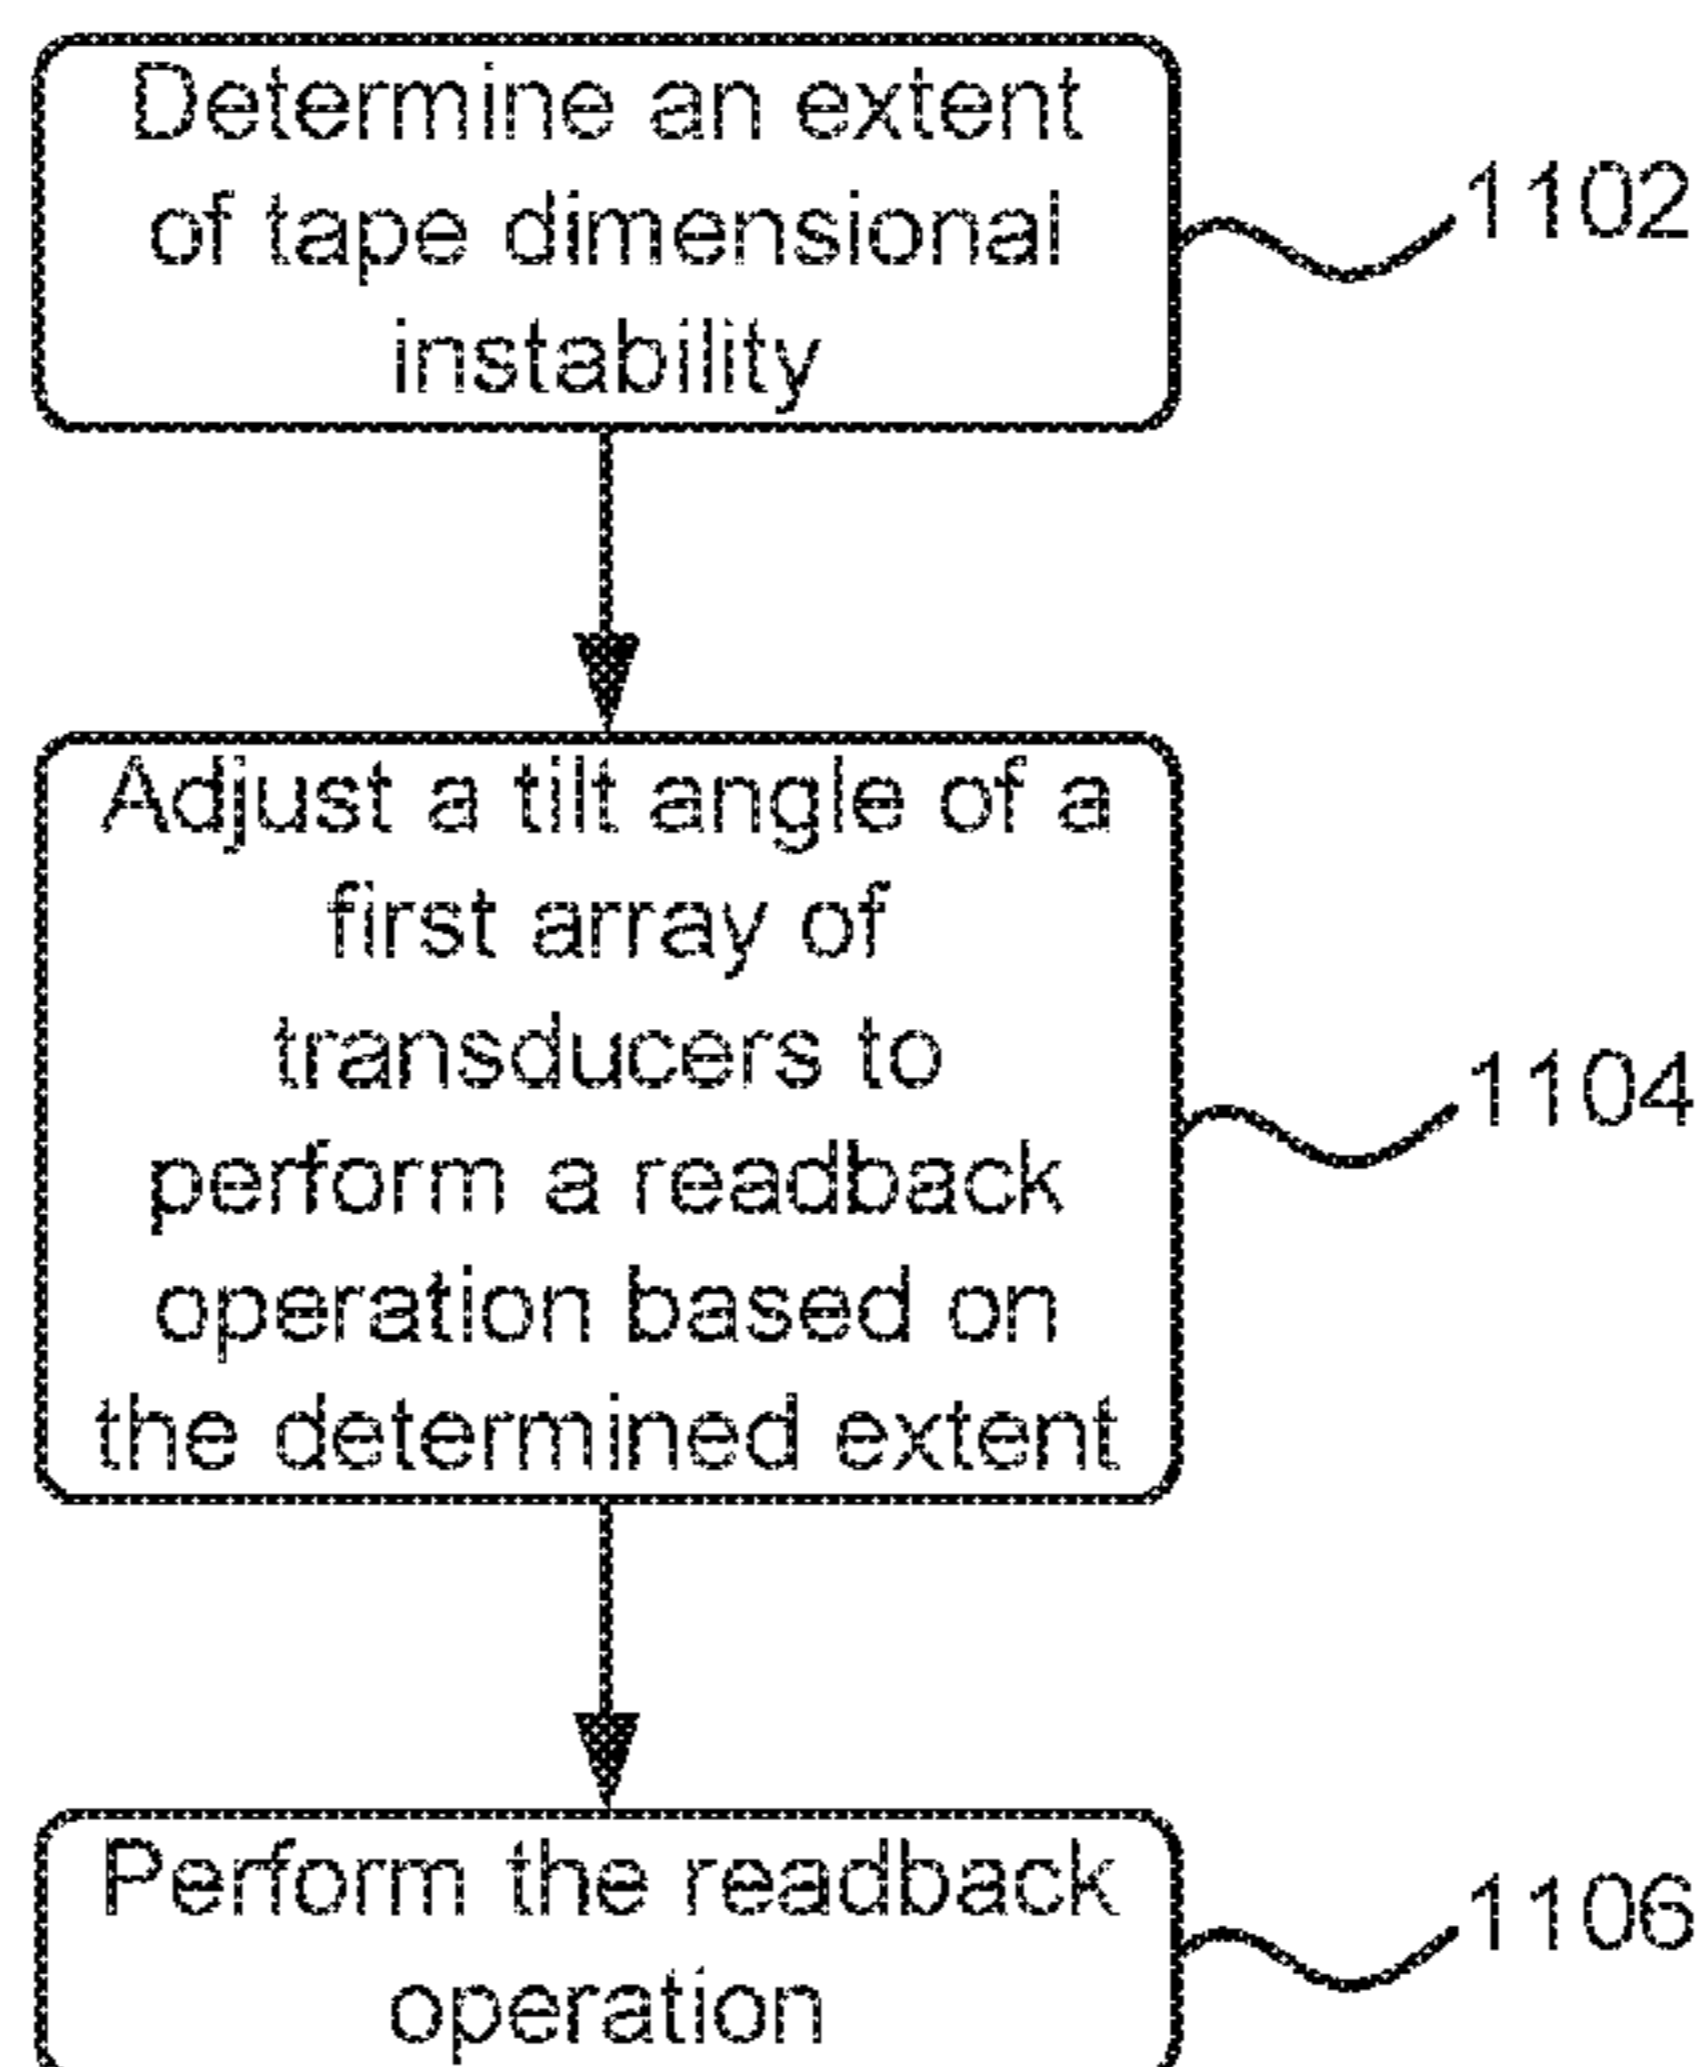 Determine an extent
of tape dimensional
instability
1102
Adjust a tilt angle of a
first array of
transducers to
perform a readback
operation based on
the determined extent
1104
Perform the readback
operation
1106